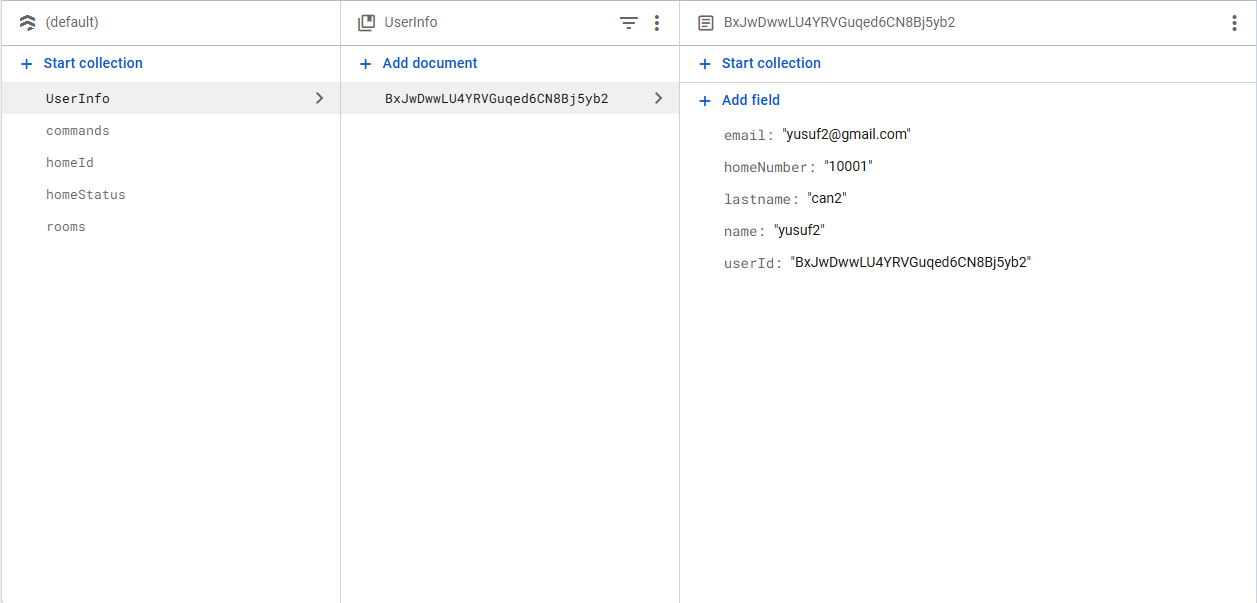 (default)
Start collection
UserInfo
commands
homeId
homeStatus
rooms
UserInfo
Add document
BxJwDwwLU4YRVGuqed6CN8Bj5yb2
BxJwDwwLU4YRVGuqed6CN8Bj5yb2
Start collection
Add field
email: "yusuf2@gmail.com"
homeNumber: "10001"
lastname: "can2"
name: "yusuf2"
userId: "BxJwDwwLU4YRVGuqed6CN8Bj5yb2"